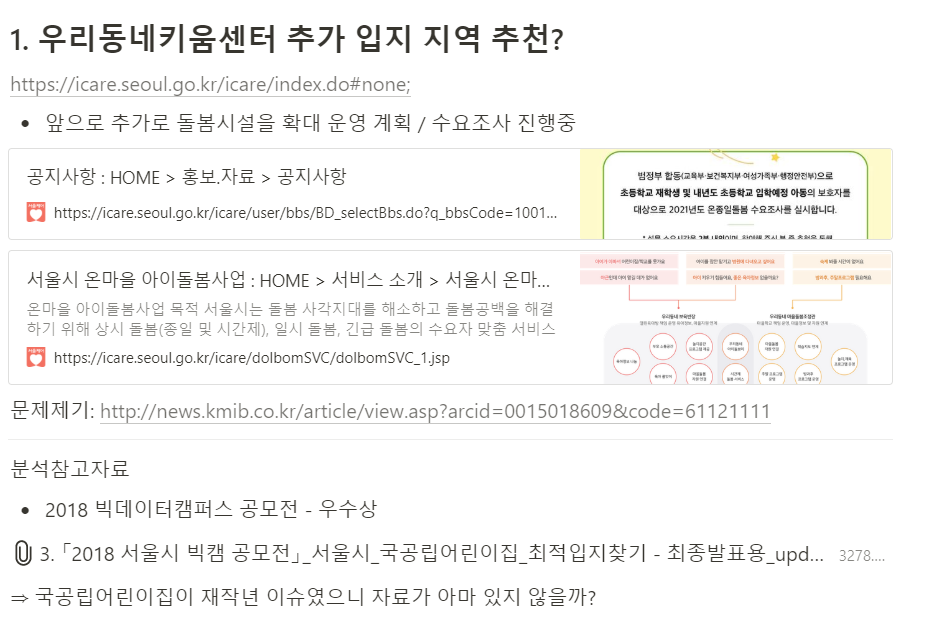 1. 우리동네키움센터 추가 입지 지역 추천?
https://icare.seoul.go.kr/icare/index.do#none;
• 앞으로 추가로 돌봄시설을 확대 운영 계획 / 수요조사 진행중
공지사항 : HOME > 홍보.자료 > 공지사항
https://icare.seoul.go.kr/icare/user/bbs/BD_selectBbs.do?q_bbsCode=1001...
범정부 합동(교육부·보건복지부·여성가족부·행정안전부)으로
초등학교 재학생 및 내년도 초등학교 입학예정 아동의 보호자를
대상으로 2021년도 온종일돌봄 수요조사를 실시합니다.
서울시 온마을 아이돌봄사업 : HOME > 서비스 소개 > 서울시 온마...
온마을 아이돌봄사업 목적 서울시는 돌봄 사각지대를 해소하고 돌봄공백을 해결
하기 위해 상시 돌봄(종일 및 시간제), 일시 돌봄, 긴급 돌봄의 수요자 맞춤 서비스
https://icare.seoul.go.kr/icare/dolbomSVC/dolbomSVC_1.jsp
우리동네 보육반장
문제제기: http://news.kmib.co.kr/article/view.asp?arcid=0015018609&code=61121111
분석참고자료
• 2018 빅데이터캠퍼스 공모전 - 우수상
3. 「2018 서울시 빅캠 공모전」_서울시_국공립어린이집_최적입지찾기 - 최종발표용_upd... 3278....
⇒ 국공립어린이집이 재작년 이슈였으니 자료가 아마 있지 않을까?